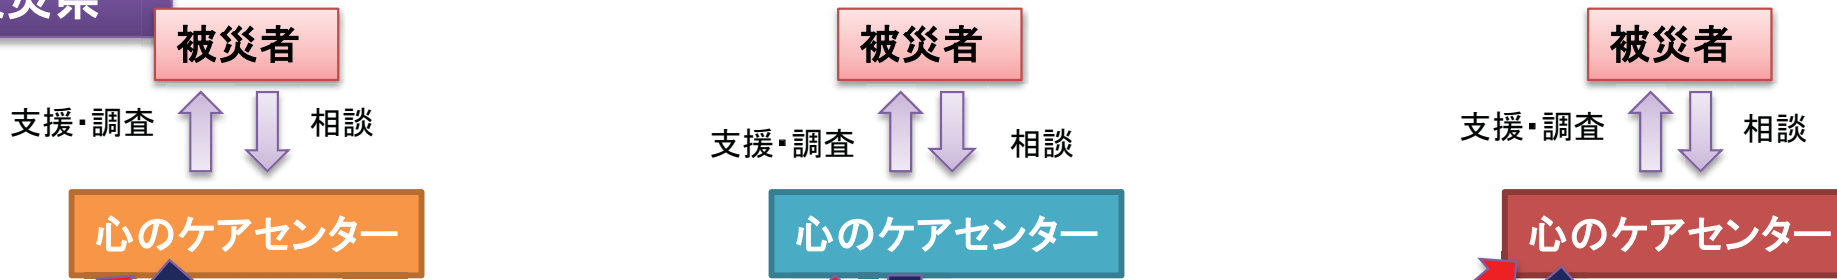 災県
被災者
被災者
被災者
支援・調査
相談
支援・調査
相談
支援・調査
相談
心のケアセンター
心のケアセンター
心のケアセンター